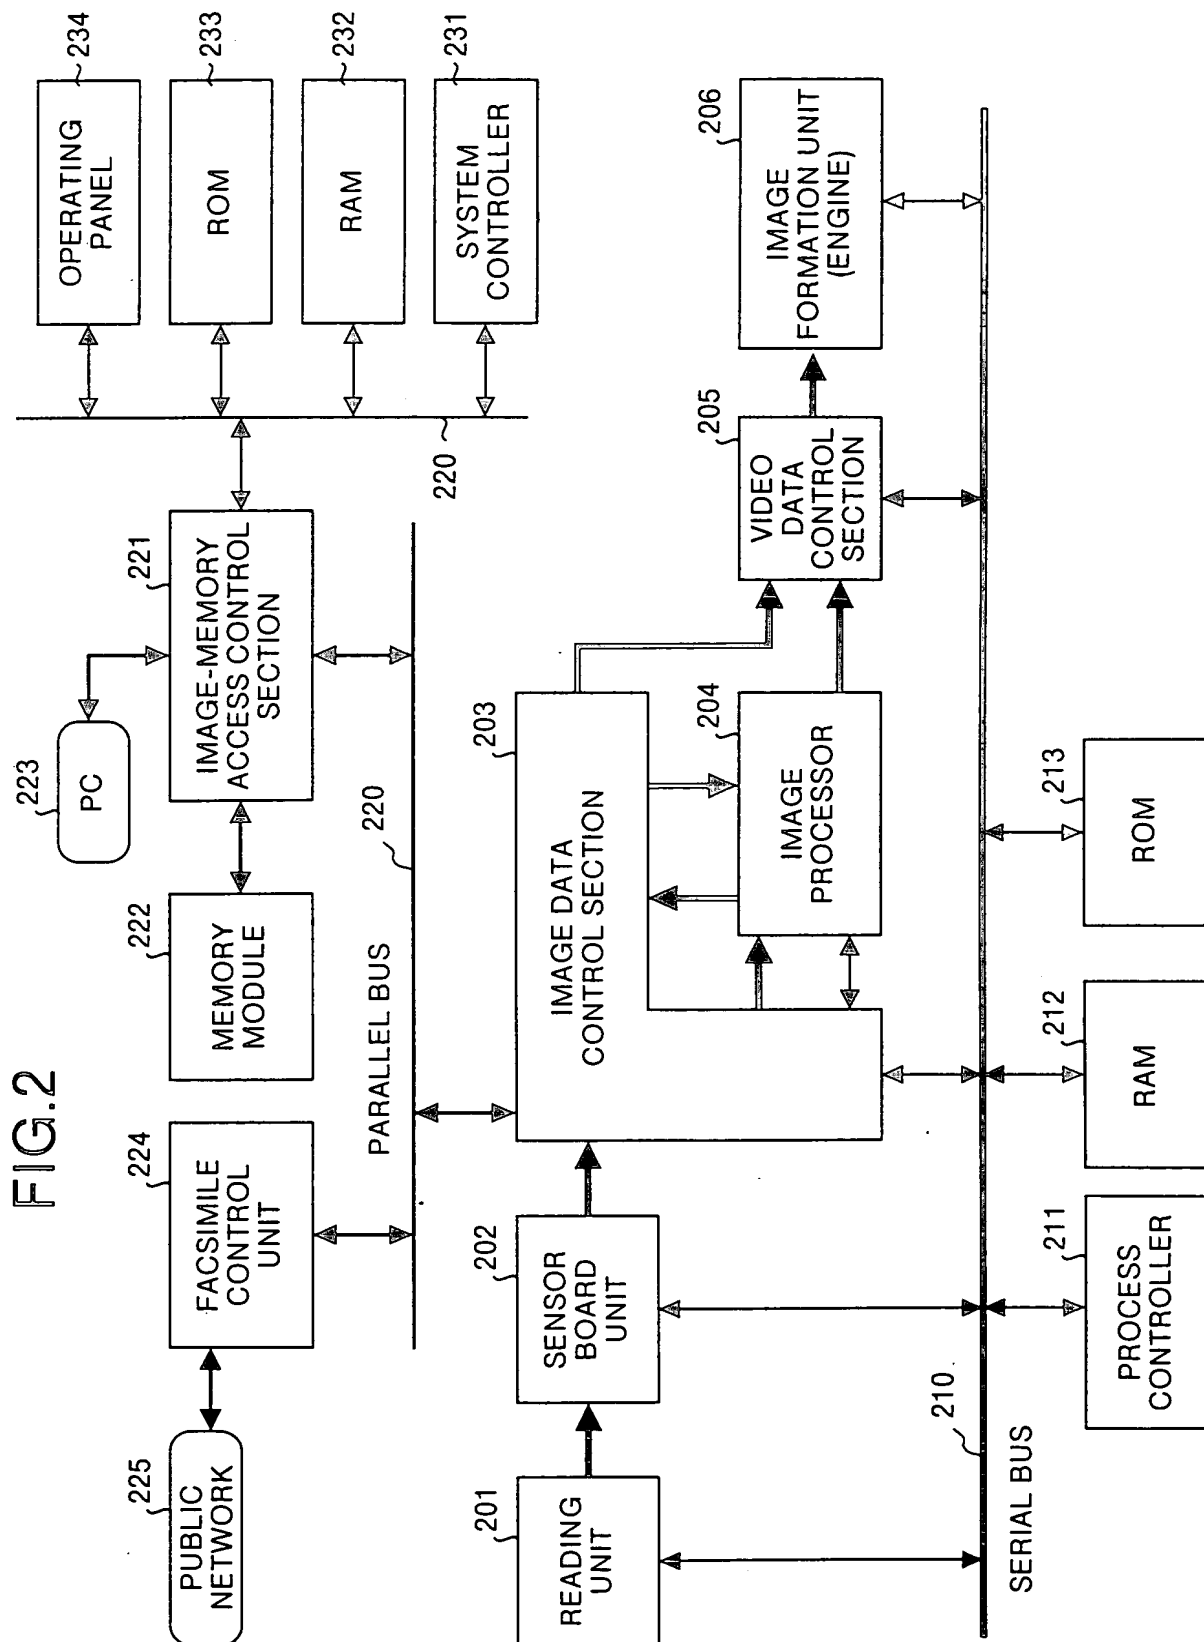 FIG.2
225
PUBLIC
NETWORK
224
FACSIMILE
CONTROL
UNIT
222
MEMORY
MODULE
223
PC
221
IMAGE-MEMORY
ACCESS CONTROL
SECTION
234
OPERATING
PANEL
233
ROM
232
RAM
231
SYSTEM
CONTROLLER
220
PARALLEL BUS
220
201
READING
UNIT
202
SENSOR
BOARD
UNIT
203
IMAGE DATA
CONTROL SECTION
204
IMAGE
PROCESSOR
205
VIDEO
DATA
CONTROL
SECTION
206
IMAGE
FORMATION UNIT
(ENGINE)
210
SERIAL BUS
211
PROCESS
CONTROLLER
212
RAM
213
ROM